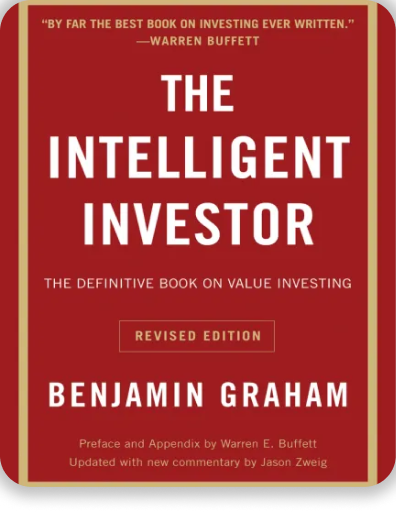 “BY FAR THE BEST BOOK ON INVESTING EVER WRITTEN.”
—WARREN BUFFETT
THE
INTELLIGENT
INVESTOR
THE DEFINITIVE BOOK ON VALUE INVESTING
REVISED EDITION
BENJAMIN GRAHAM
Preface and Appendix by Warren E. Buffett
Updated with new commentary by Jason Zweig